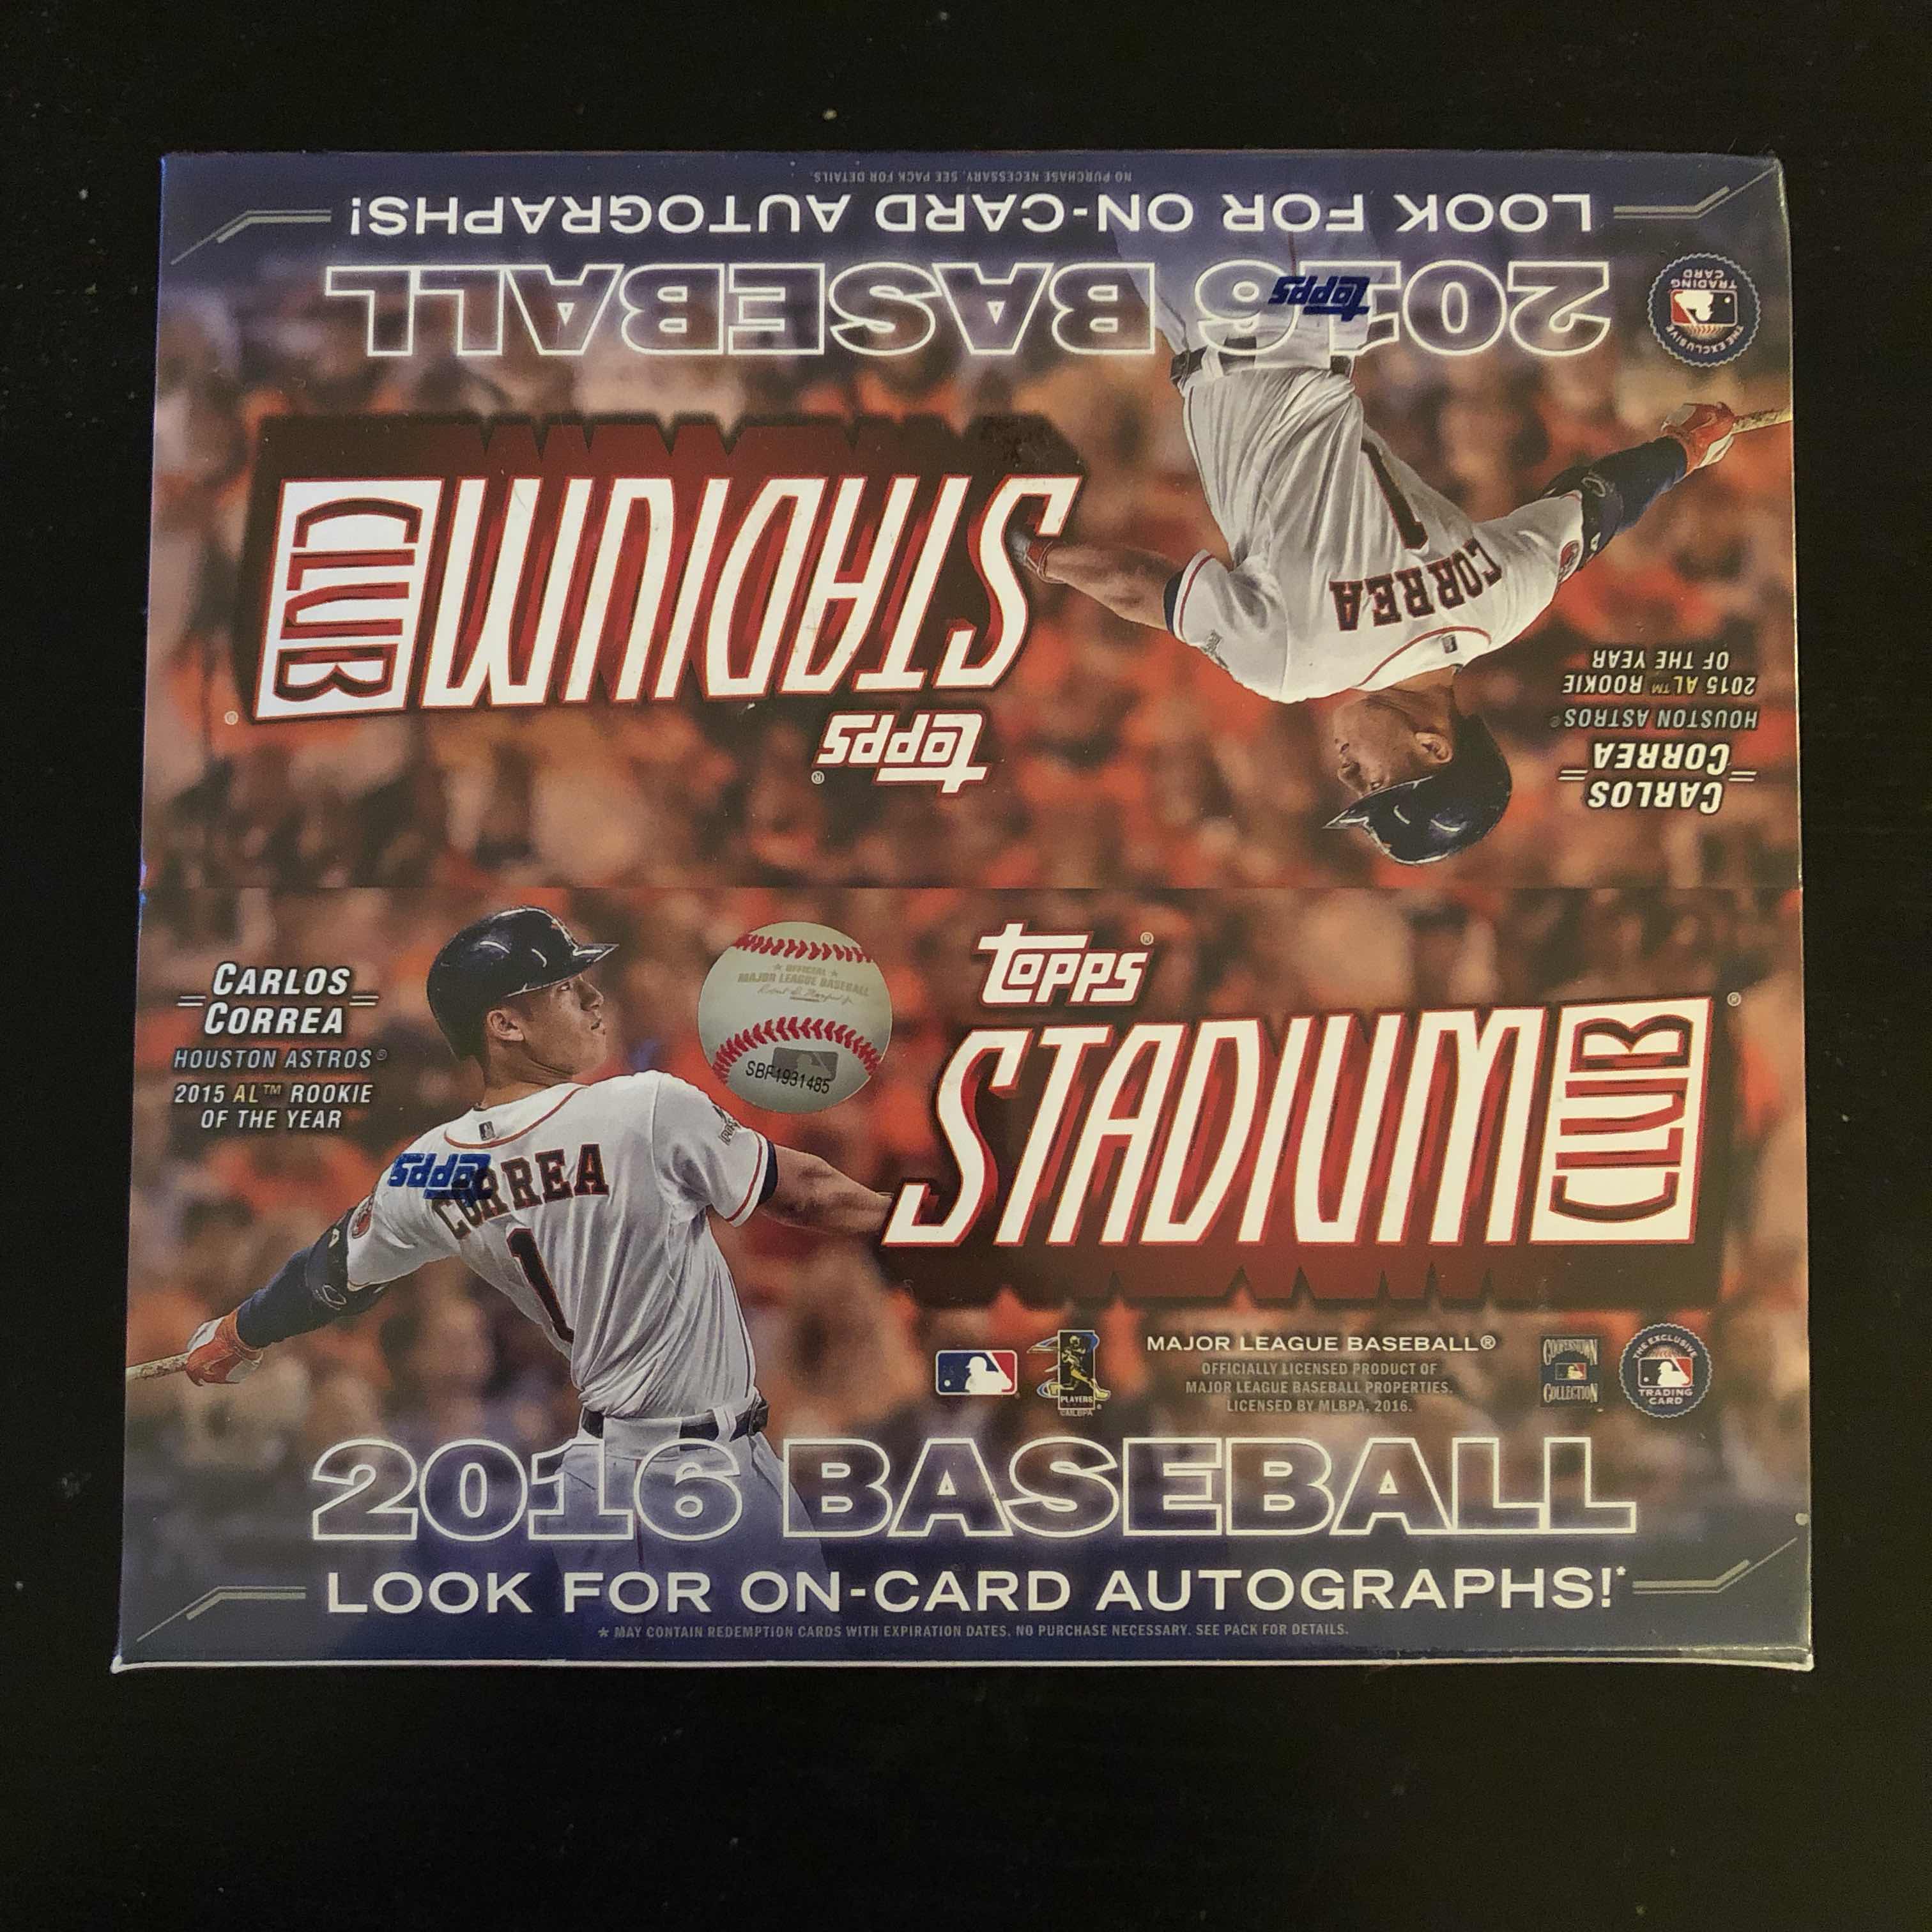 NO PURCHASE NECESSARY. SEE PACK FOR DETAILS.
LOOK FOR ON-CARD AUTOGRAPHS!
2016 BASEBALL
topps
THE EXCLUSIVE
TRADING
CARD
STADIUM CLUB ®
topps®
CORREA
1
CARLOS
CORREA
HOUSTON ASTROS®
2015 AL™ ROOKIE
OF THE YEAR
CARLOS
CORREA
HOUSTON ASTROS®
2015 AL™ ROOKIE
OF THE YEAR
topps
CORREA
1
★ OFFICIAL ★
MAJOR LEAGUE BASEBALL
SBF1931485
topps®
STADIUM CLUB ®
MAJOR LEAGUE BASEBALL®
OFFICIALLY LICENSED PRODUCT OF
MAJOR LEAGUE BASEBALL PROPERTIES.
LICENSED BY MLBPA, 2016.
PLAYERS
©MLBPA
COOPERSTOWN
COLLECTION
THE EXCLUSIVE
TRADING
CARD
2016 BASEBALL
LOOK FOR ON-CARD AUTOGRAPHS!*
* MAY CONTAIN REDEMPTION CARDS WITH EXPIRATION DATES. NO PURCHASE NECESSARY. SEE PACK FOR DETAILS.